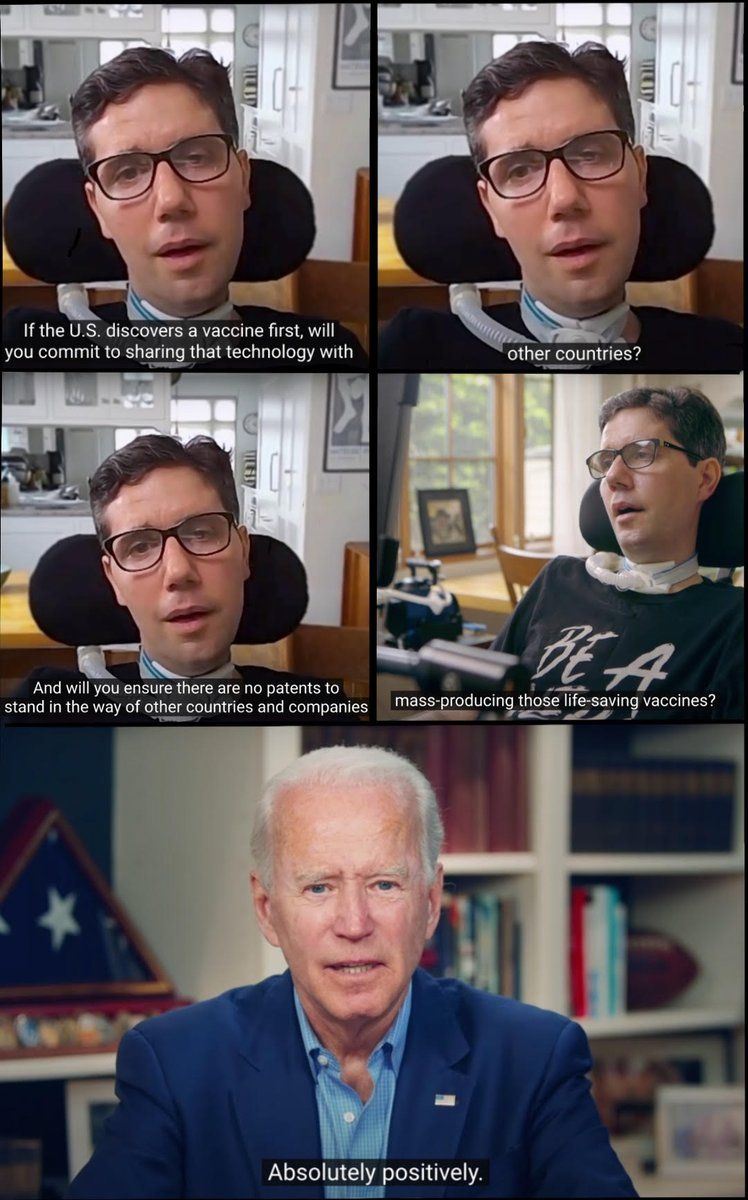 If the U.S. discovers a vaccine first, will
you commit to sharing that technology with
other countries?
And will you ensure there are no patents to
stand in the way of other countries and companies
BE A
mass-producing those life-saving vaccines?
Absolutely positively.